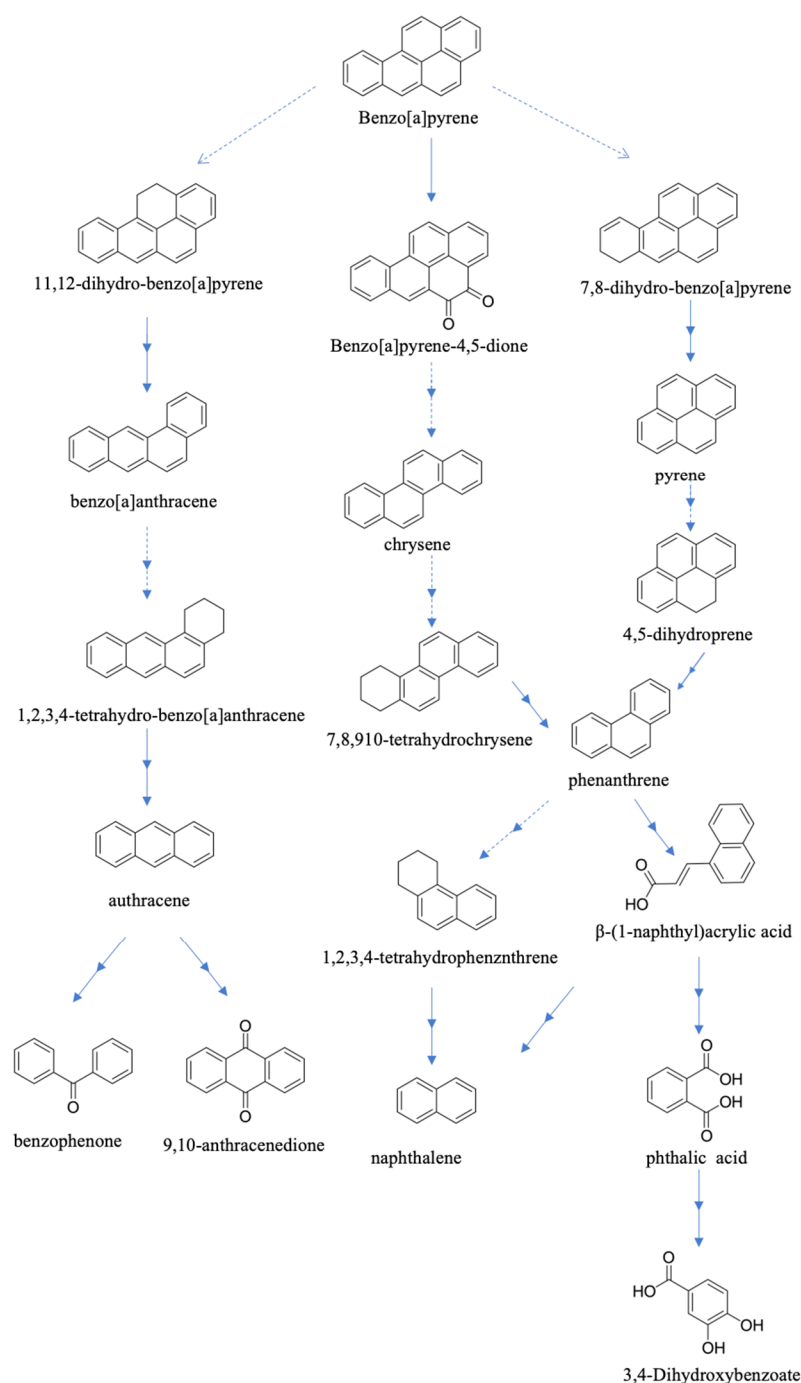 Benzo[a]pyrene
11,12-dihydro-benzo[a]pyrene
O
O
Benzo[a]pyrene-4,5-dione
7,8-dihydro-benzo[a]pyrene
benzo[a]anthracene
chrysene
pyrene
4,5-dihydroprene
1,2,3,4-tetrahydro-benzo[a]anthracene
7,8,910-tetrahydrochrysene
phenanthrene
authracene
1,2,3,4-tetrahydrophenznthrene
O
HO
β-(1-naphthyl)acrylic acid
O
benzophenone
O
O
9,10-anthracenedione
naphthalene
O
OH
OH
O
phthalic acid
O
HO
OH
OH
3,4-Dihydroxybenzoate